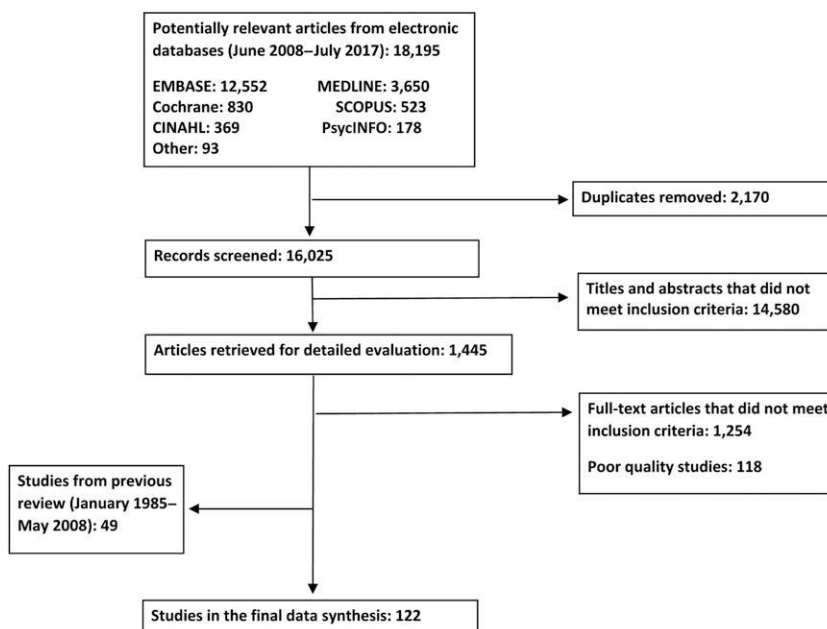 Potentially relevant articles from electronic
databases (June 2008–July 2017): 18,195
EMBASE: 12,552 MEDLINE: 3,650
Cochrane: 830 SCOPUS: 523
CINAHL: 369 PsycINFO: 178
Other: 93
Duplicates removed: 2,170
Records screened: 16,025
Titles and abstracts that did not
meet inclusion criteria: 14,580
Articles retrieved for detailed evaluation: 1,445
Full-text articles that did not meet
inclusion criteria: 1,254
Poor quality studies: 118
Studies from previous
review (January 1985–
May 2008): 49
Studies in the final data synthesis: 122